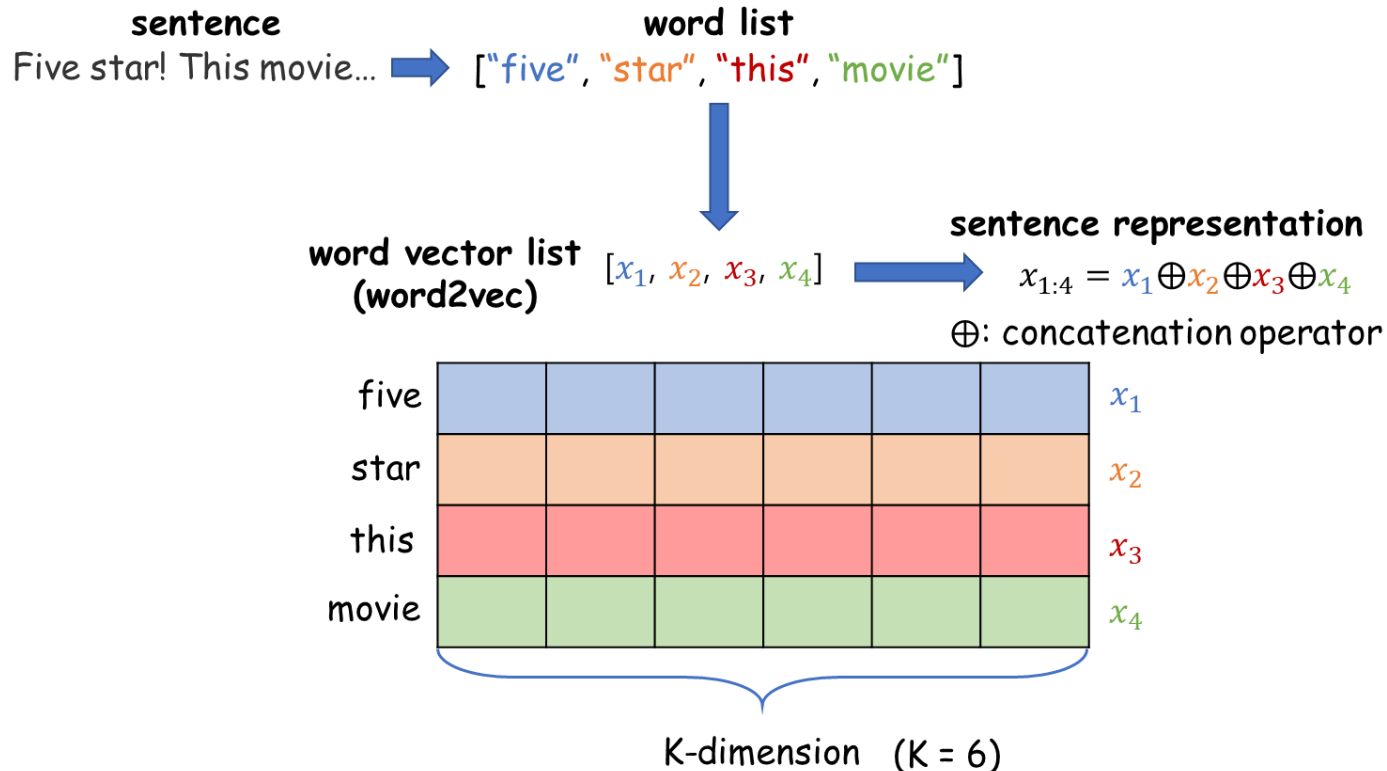 sentence
Five star! This movie...
word list
[“five”, “star”, “this”, “movie”]
word vector list
(word2vec)
[x₁, x₂, x₃, x₄]
sentence representation
x₁:₄ = x₁⊕x₂⊕x₃⊕x₄
⊕: concatenation operator
five x₁
star x₂
this x₃
movie x₄
K-dimension (K = 6)